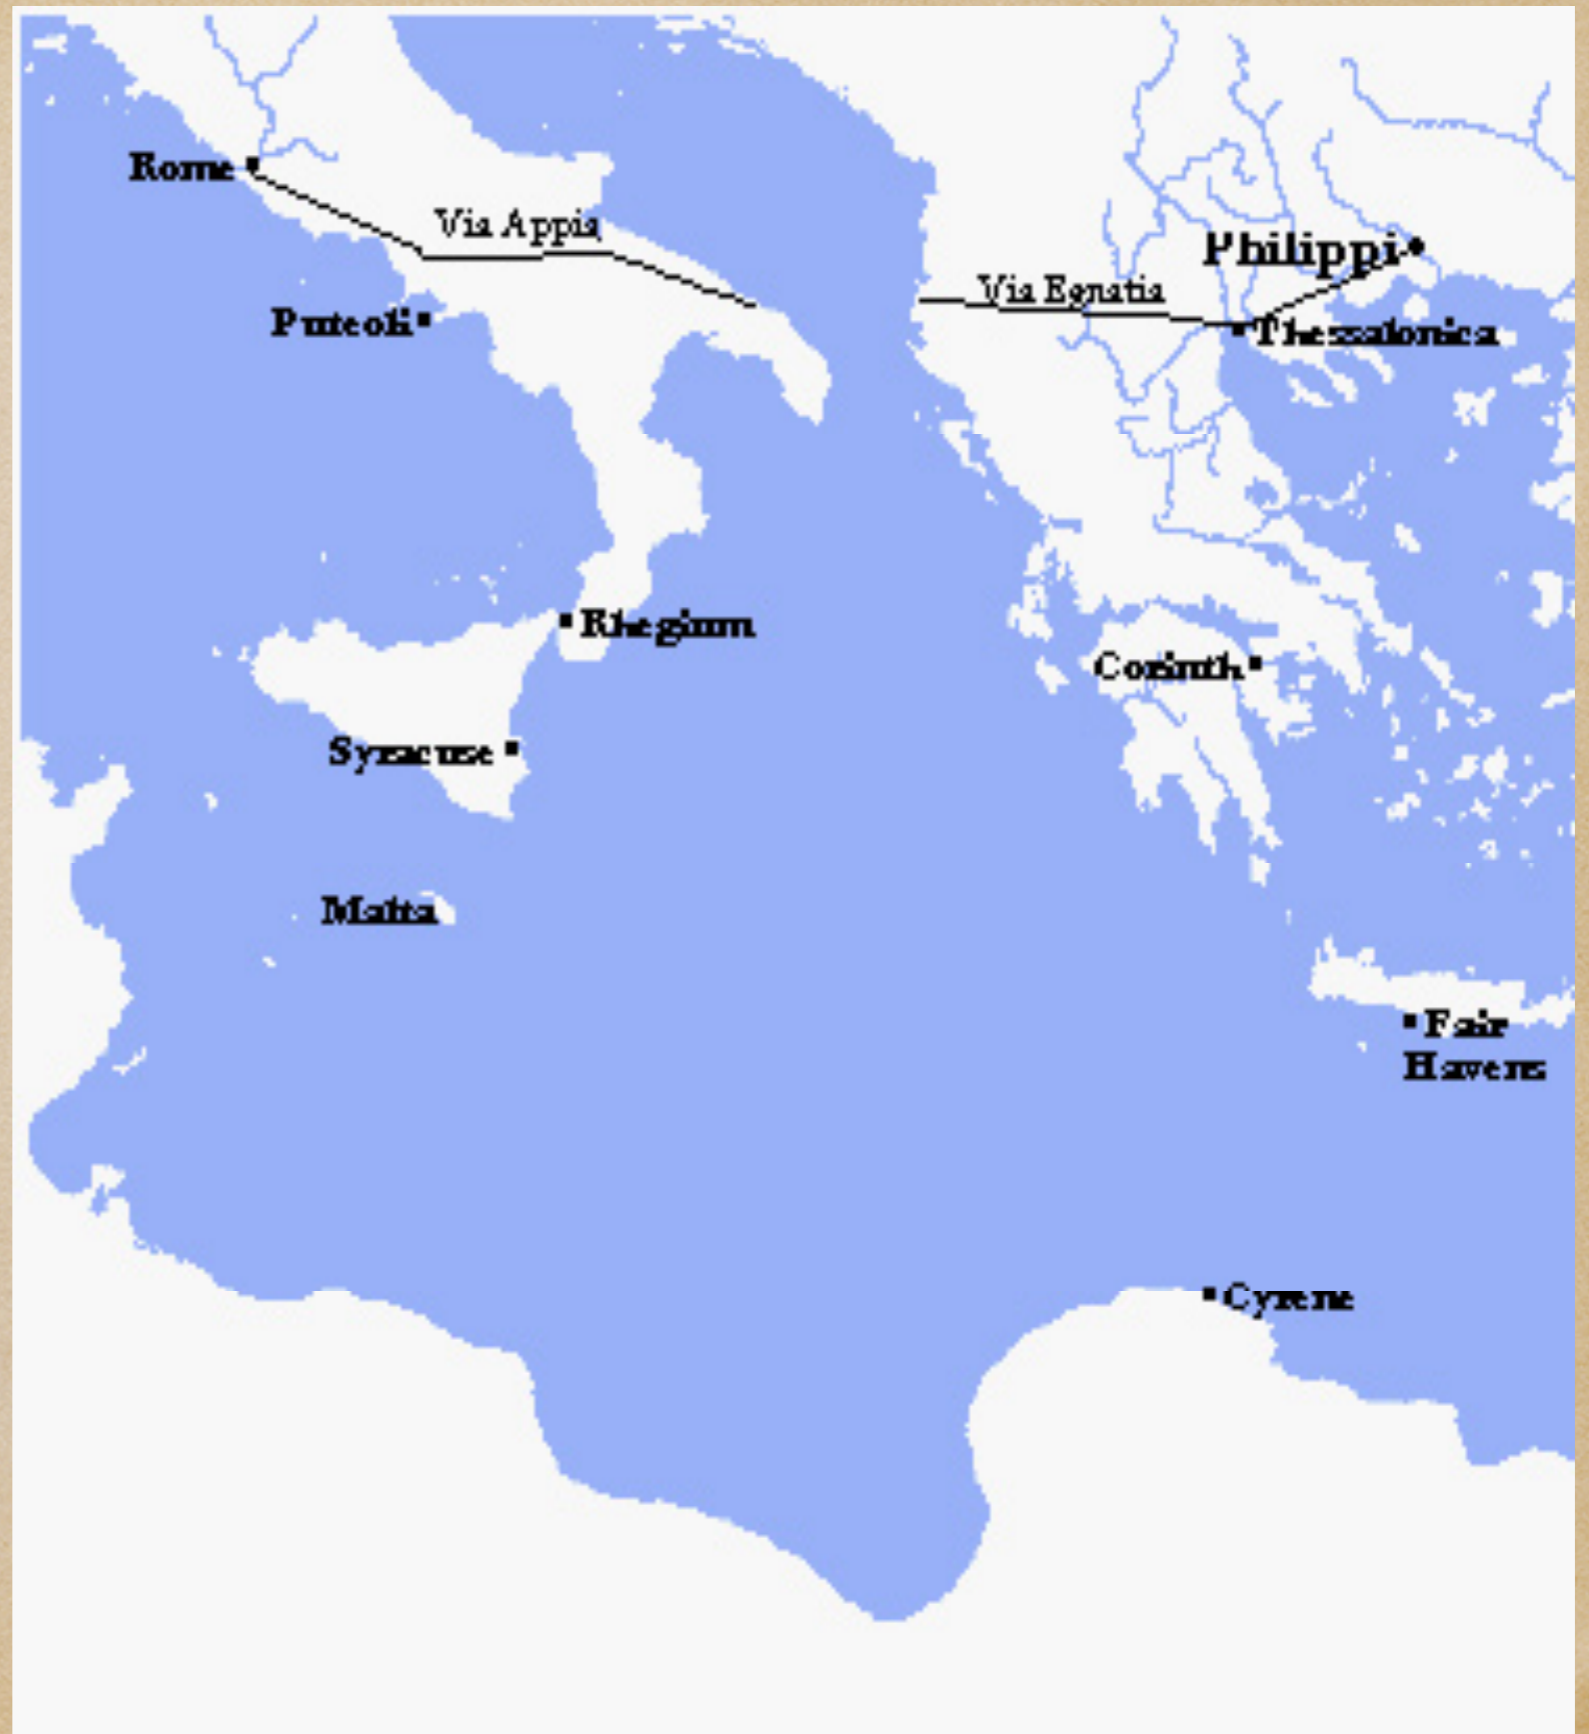 Rome
Via Appia
Philippi
Via Egnatia
Puteoli
Thessalonica
Rhegium
Corinth
Syracuse
Malta
Fair
Havens
Cyrene